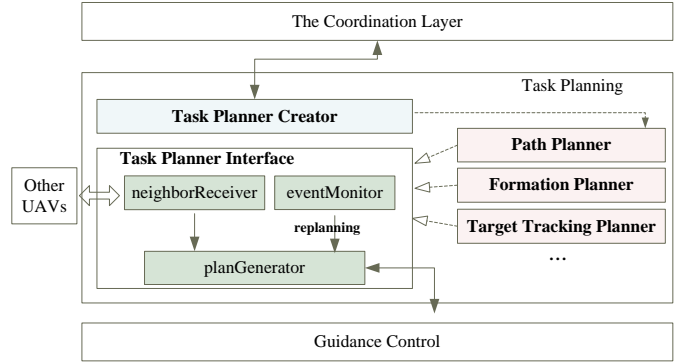 The Coordination Layer
Task Planning
Task Planner Creator
Task Planner Interface
Path Planner
Other
UAVs
neighborReceiver
eventMonitor
Formation Planner
replanning
Target Tracking Planner
...
planGenerator
Guidance Control